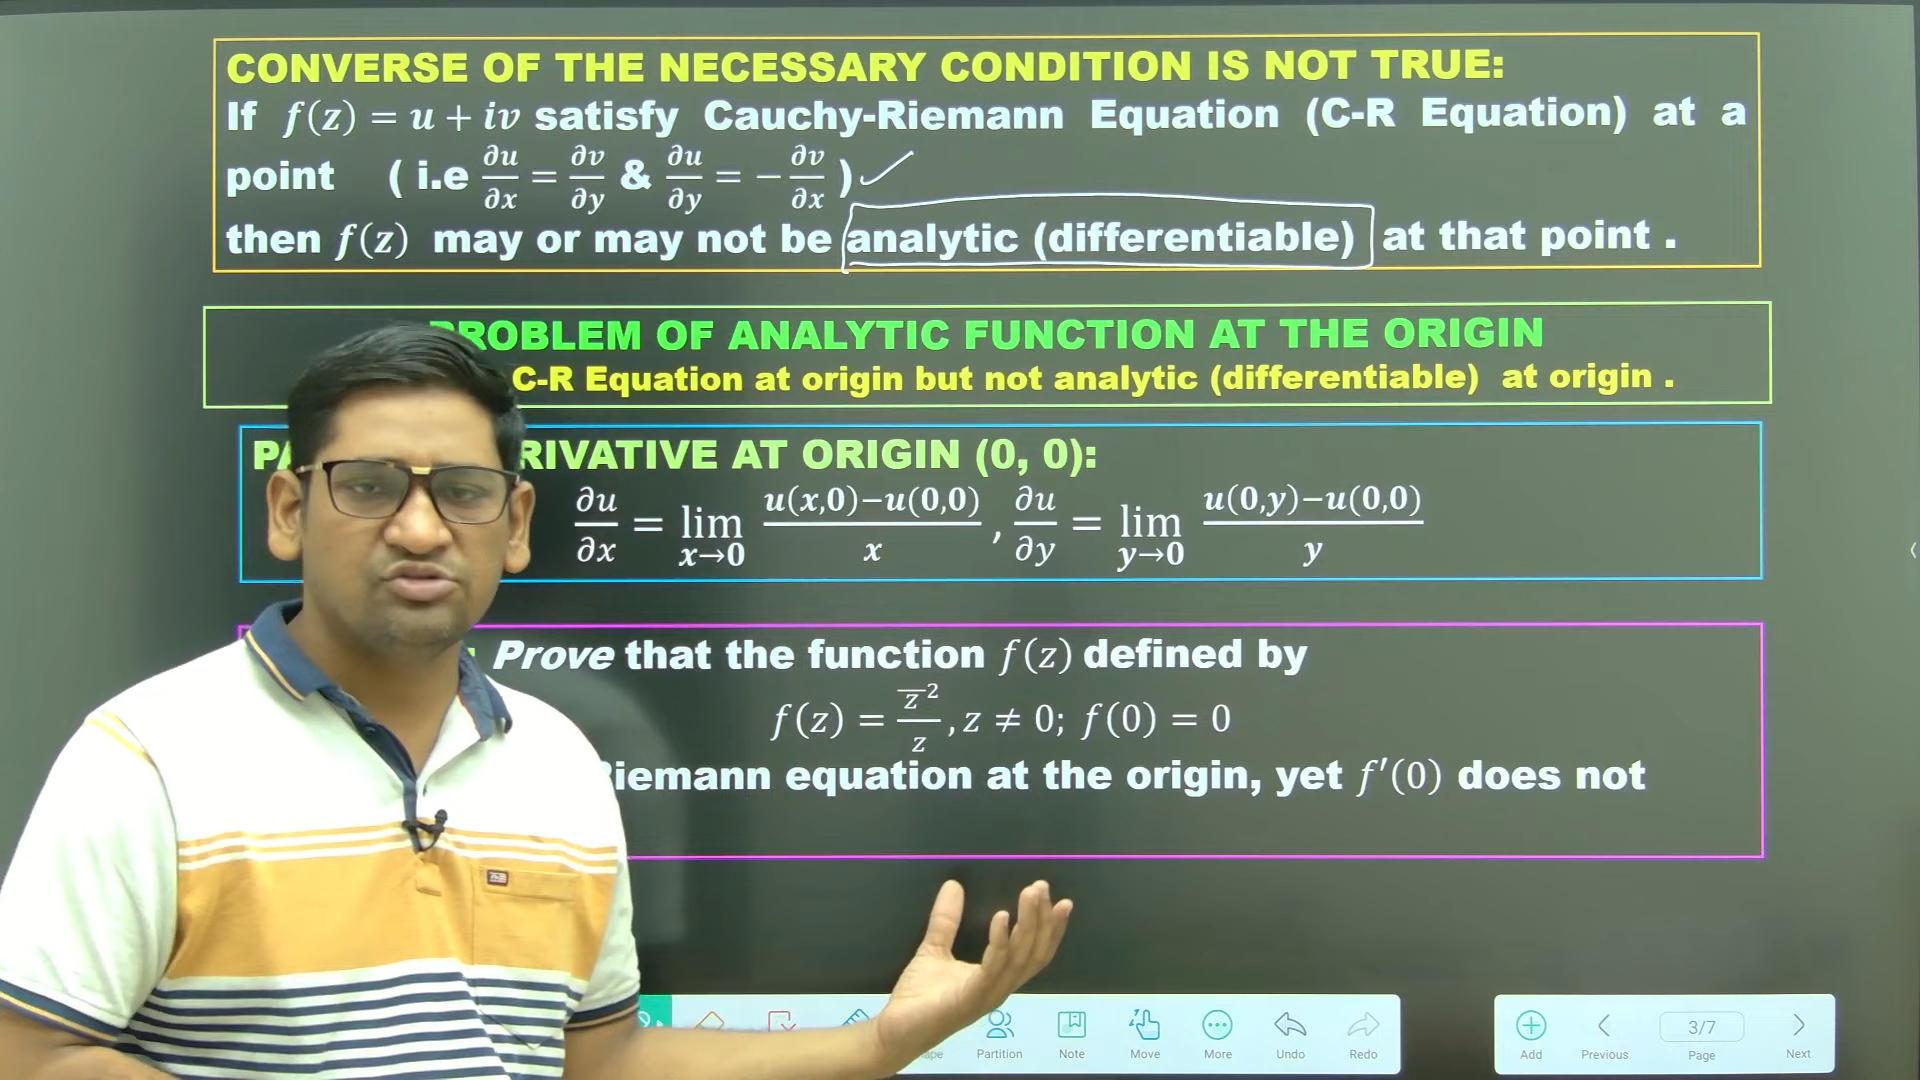 CONVERSE OF THE NECESSARY CONDITION IS NOT TRUE:
If f(z) = u + iv satisfy Cauchy-Riemann Equation (C-R Equation) at a
point ( i.e ∂u/∂x = ∂v/∂y & ∂u/∂y = −∂v/∂x )
then f(z) may or may not be analytic (differentiable) at that point .
PROBLEM OF ANALYTIC FUNCTION AT THE ORIGIN
C-R Equation at origin but not analytic (differentiable) at origin .
RIVATIVE AT ORIGIN (0, 0):
∂u/∂x = lim x→0 u(x,0)−u(0,0)/x , ∂u/∂y = lim y→0 u(0,y)−u(0,0)/y
: Prove that the function f(z) defined by
f(z) = z̅²/z , z ≠ 0; f(0) = 0
Riemann equation at the origin, yet f′(0) does not
Partition Note Move More Undo Redo
Add Previous 3/7 Page Next